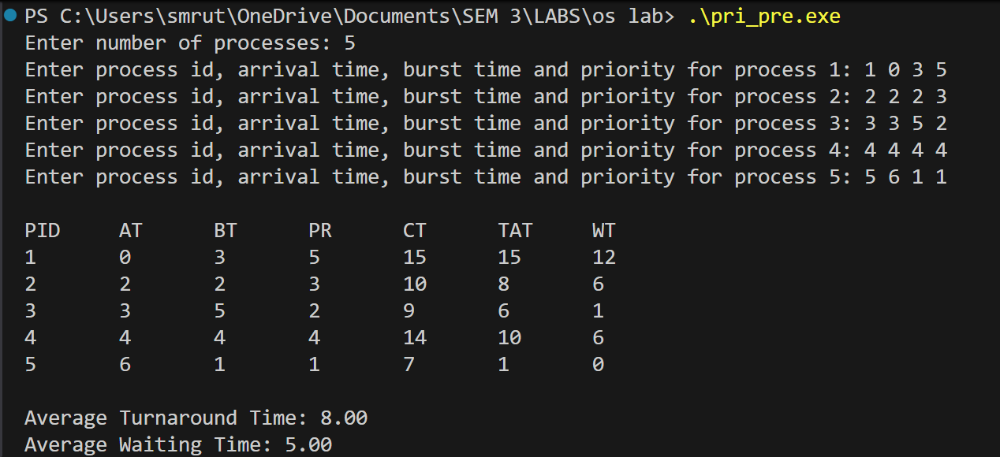 PS C:\Users\smrut\OneDrive\Documents\SEM 3\LABS\os lab> .\pri_pre.exe
Enter number of processes: 5
Enter process id, arrival time, burst time and priority for process 1: 1 0 3 5
Enter process id, arrival time, burst time and priority for process 2: 2 2 2 3
Enter process id, arrival time, burst time and priority for process 3: 3 3 5 2
Enter process id, arrival time, burst time and priority for process 4: 4 4 4 4
Enter process id, arrival time, burst time and priority for process 5: 5 6 1 1
PID AT BT PR CT TAT WT
1 0 3 5 15 15 12
2 2 2 3 10 8 6
3 3 5 2 9 6 1
4 4 4 4 14 10 6
5 6 1 1 7 1 0
Average Turnaround Time: 8.00
Average Waiting Time: 5.00